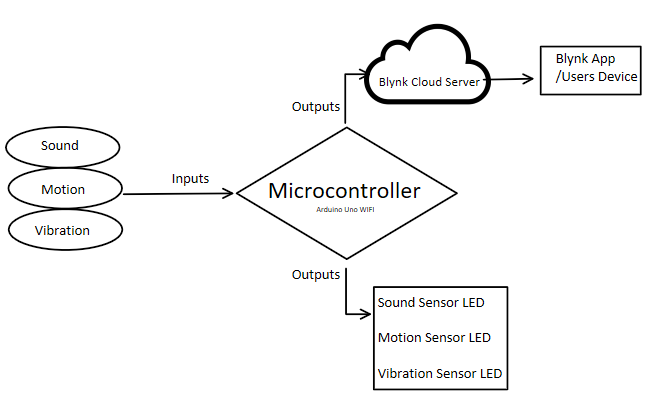 Blynk Cloud Server
Blynk App
/Users Device
Outputs
Sound
Motion
Vibration
Inputs
Microcontroller
Arduino Uno WIFI
Outputs
Sound Sensor LED
Motion Sensor LED
Vibration Sensor LED